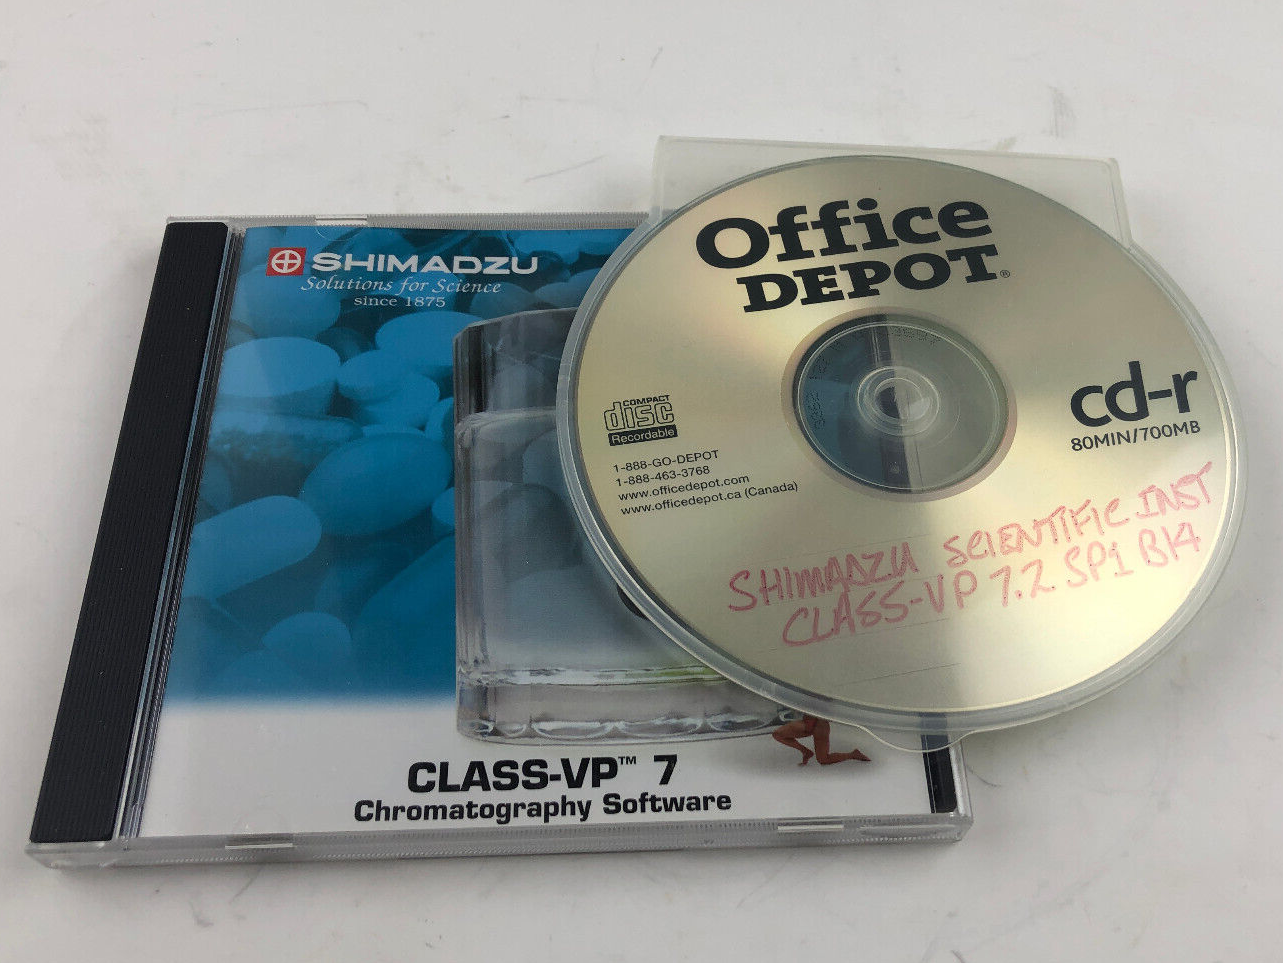 SHIMADZU
Solutions for Science
since 1875
CLASS-VP™ 7
Chromatography Software
Office
DEPOT®
COMPACT
disc
Recordable
cd-r
80MIN/700MB
1-888-GO-DEPOT
1-888-463-3768
www.officedepot.com
www.officedepot.ca (Canada)
SHIMADZU SCIENTIFIC INST
CLASS-VP 7.2 SP1 B14